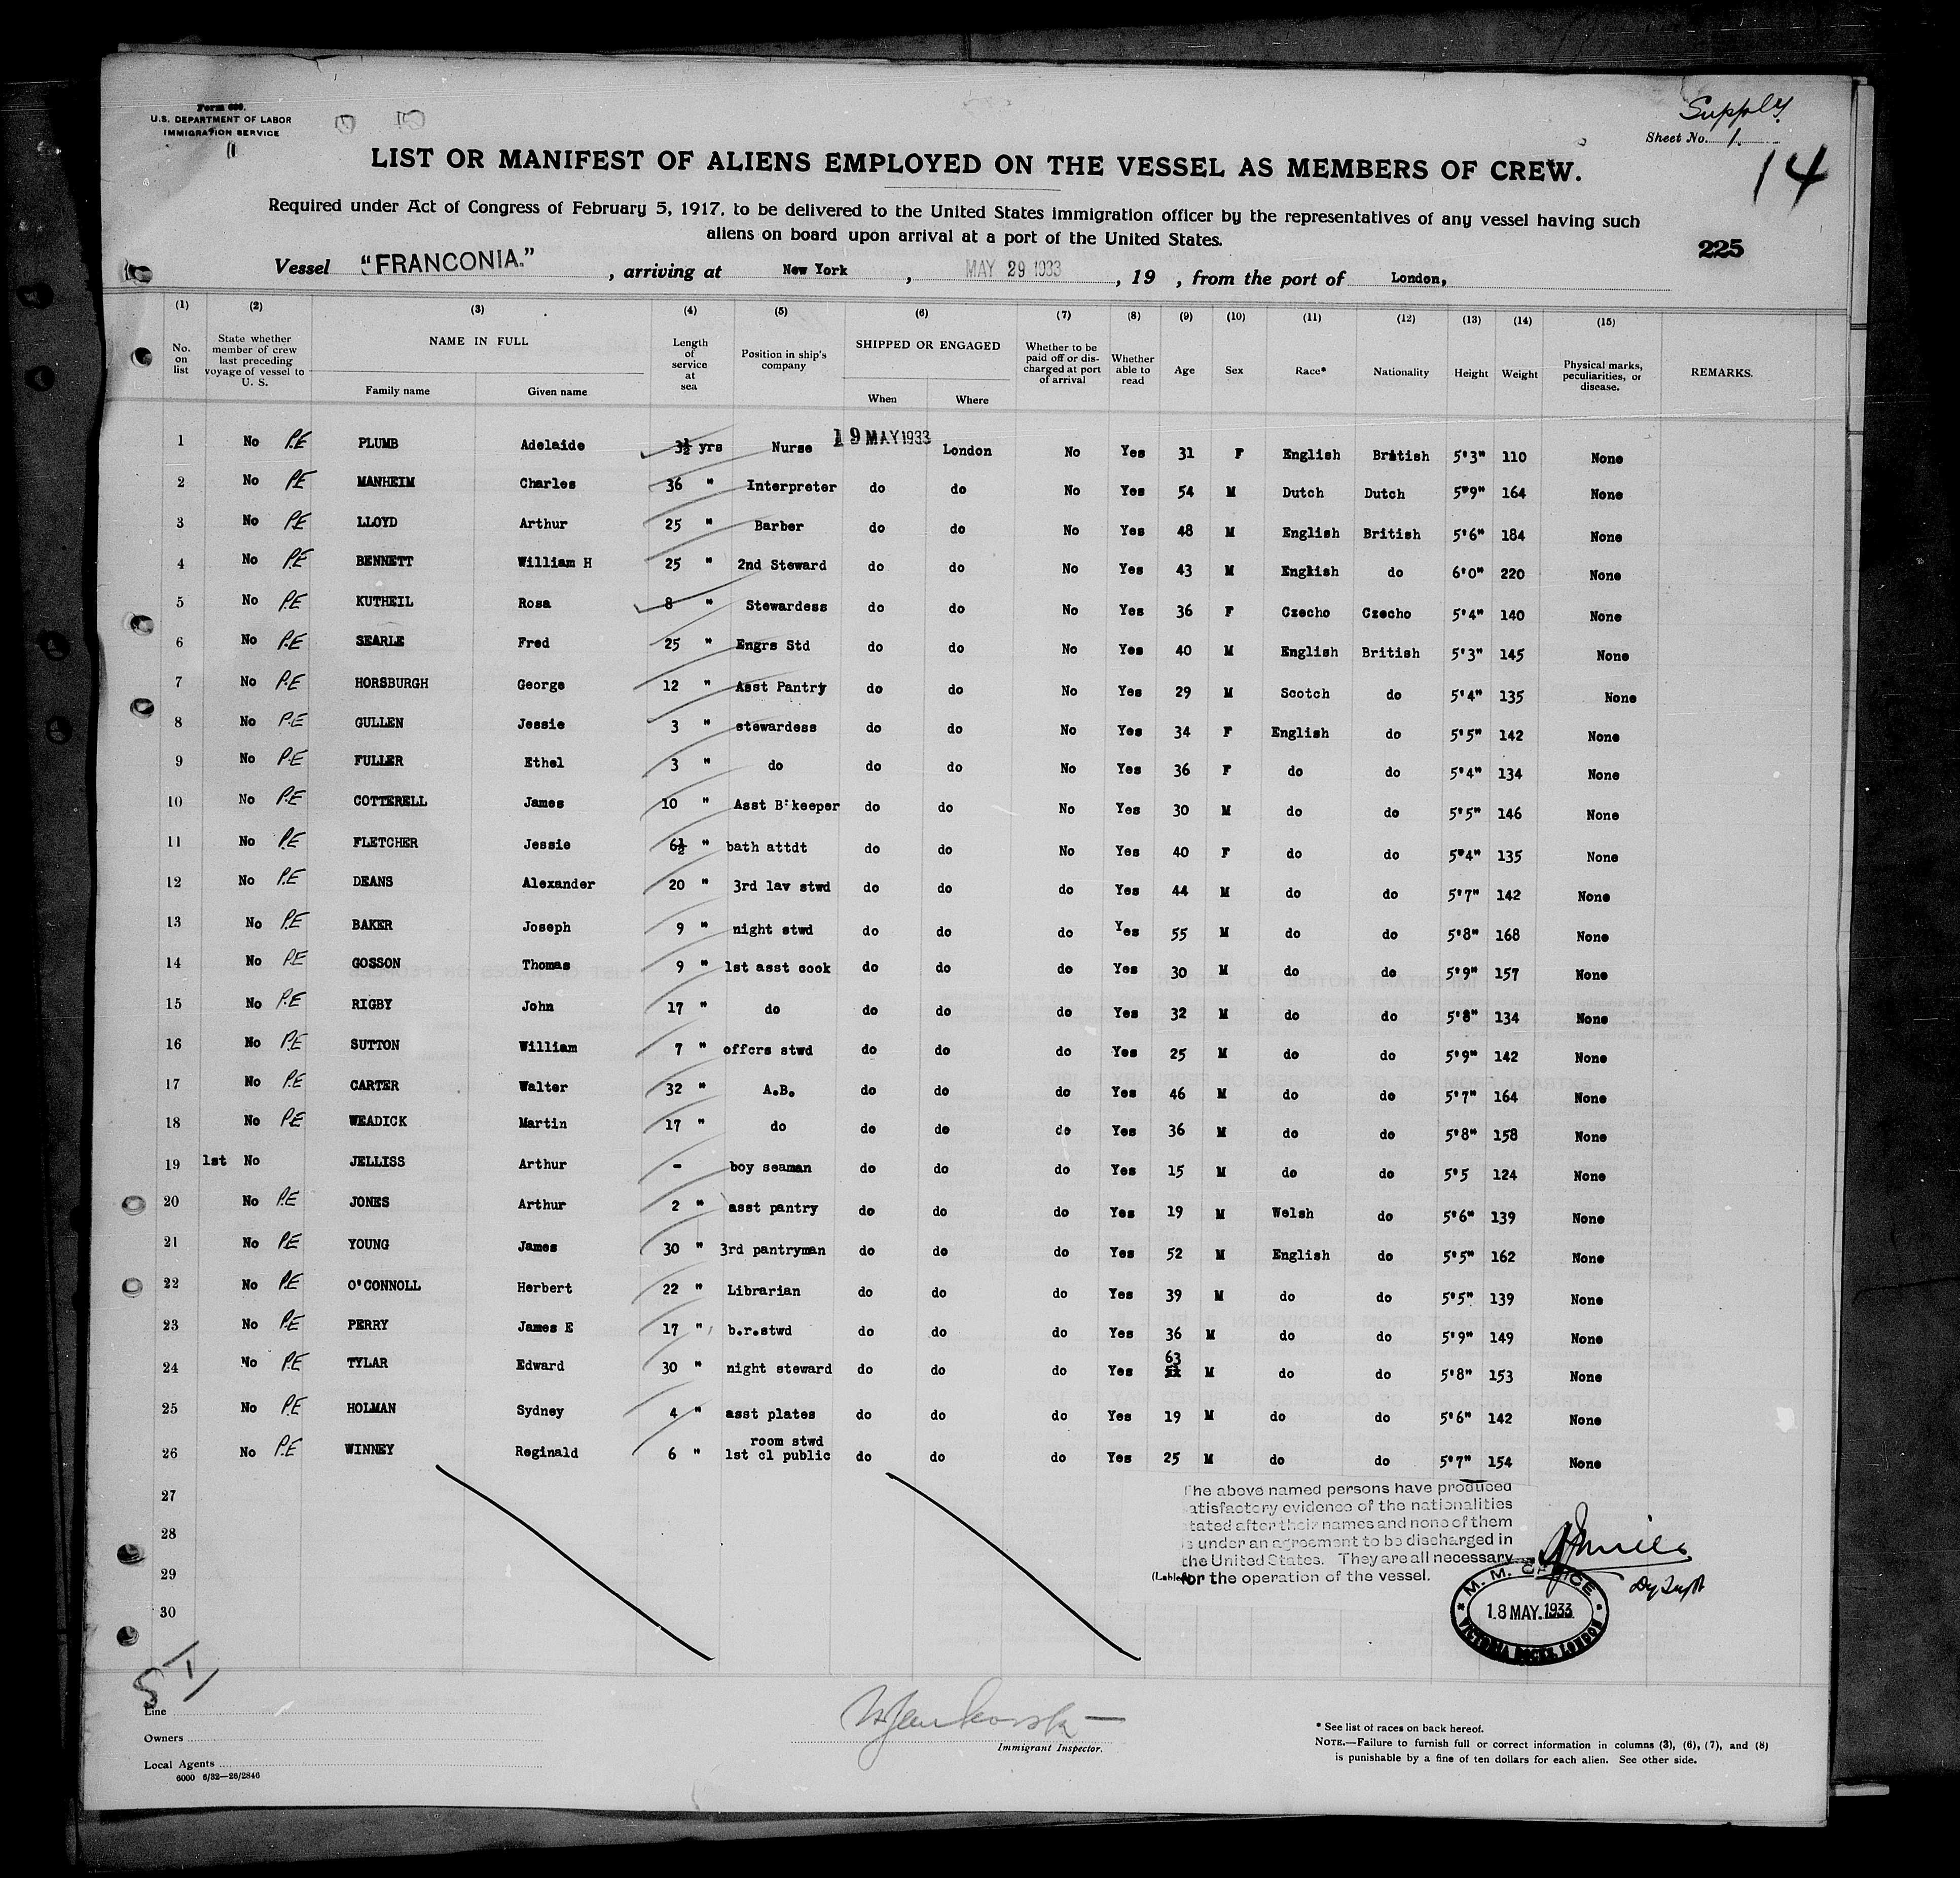 Form 689.
U.S. DEPARTMENT OF LABOR
IMMIGRATION SERVICE
Supply
Sheet No. 1.
14
LIST OR MANIFEST OF ALIENS EMPLOYED ON THE VESSEL AS MEMBERS OF CREW.
Required under Act of Congress of February 5, 1917, to be delivered to the United States immigration officer by the representatives of any vessel having such
aliens on board upon arrival at a port of the United States.
225
Vessel "FRANCONIA." , arriving at New York , MAY 29 1933 , 19 , from the port of London,
(1) (2) (3) (4) (5) (6) (7) (8) (9) (10) (11) (12) (13) (14) (15)
No. on list State whether member of crew last preceding voyage of vessel to U. S. NAME IN FULL Family name Given name Length of service at sea Position in ship's company SHIPPED OR ENGAGED When Where Whether to be paid off or discharged at port of arrival Whether able to read Age Sex Race* Nationality Height Weight Physical marks, peculiarities, or disease. REMARKS.
1 No P.E PLUMB Adelaide 3½ yrs Nurse 19 MAY 1933 London No Yes 31 F English British 5'3" 110 None
2 No P.E MANHEIM Charles 36 " Interpreter do do No Yes 54 M Dutch Dutch 5'9" 164 None
3 No P.E LLOYD Arthur 25 " Barber do do No Yes 48 M English British 5'6" 184 None
4 No P.E BENNETT William H 25 " 2nd Steward do do No Yes 43 M English do 6'0" 220 None
5 No P.E KUTHEIL Rosa 8 " Stewardess do do No Yes 36 F Czecho Czecho 5'4" 140 None
6 No P.E SEARLE Fred 25 " Engrs Std do do No Yes 40 M English British 5'3" 145 None
7 No P.E HORSBURGH George 12 " Asst Pantry do do No Yes 29 M Scotch do 5'4" 135 None
8 No P.E GULLEN Jessie 3 " stewardess do do No Yes 34 F English do 5'5" 142 None
9 No P.E FULLER Ethel 3 " do do do No Yes 36 F do do 5'4" 134 None
10 No P.E COTTERELL James 10 " Asst B'keeper do do No Yes 30 M do do 5'5" 146 None
11 No P.E FLETCHER Jessie 6½ " bath attdt do do No Yes 40 F do do 5'4" 135 None
12 No P.E DEANS Alexander 20 " 3rd lav stwd do do do Yes 44 M do do 5'7" 142 None
13 No P.E BAKER Joseph 9 " night stwd do do do Yes 55 M do do 5'8" 168 None
14 No P.E GOSSON Thomas 9 " 1st asst cook do do do Yes 30 M do do 5'9" 157 None
15 No P.E RIGBY John 17 " do do do do Yes 32 M do do 5'8" 134 None
16 No P.E SUTTON William 7 " offcrs stwd do do do Yes 25 M do do 5'9" 142 None
17 No P.E CARTER Walter 32 " A.B. do do do Yes 46 M do do 5'7" 164 None
18 No P.E WEADICK Martin 17 " do do do do Yes 36 M do do 5'8" 158 None
19 1st No JELLISS Arthur - boy seaman do do do Yes 15 M do do 5'5 124 None
20 No P.E JONES Arthur 2 " asst pantry do do do Yes 19 M Welsh do 5'6" 139 None
21 No P.E YOUNG James 30 " 3rd pantryman do do do Yes 52 M English do 5'5" 162 None
22 No P.E O'CONNOLL Herbert 22 " Librarian do do do Yes 39 M do do 5'5" 139 None
23 No P.E PERRY James E 17 " b.r.stwd do do do Yes 36 M do do 5'9" 149 None
24 No P.E TYLAR Edward 30 " night steward do do do Yes 63 M do do 5'8" 153 None
25 No P.E HOLMAN Sydney 4 " asst plates do do do Yes 19 M do do 5'6" 142 None
26 No P.E WINNEY Reginald 6 " room stwd 1st cl public do do do Yes 25 M do do 5'7" 154 None
27
28
29
30
The above named persons have produced
atisfactory evidence of the nationalities
tated after their names and none of them
is under an agreement to be discharged in
the United States. They are all necessary
for the operation of the vessel.
M. M. OFFICE
18 MAY. 1933
VICTORIA DOCKS, LONDON
Line
Owners
Local Agents
6000 6/32—26/2846
Immigrant Inspector.
* See list of races on back hereof.
NOTE.—Failure to furnish full or correct information in columns (3), (6), (7), and (8)
is punishable by a fine of ten dollars for each alien. See other side.